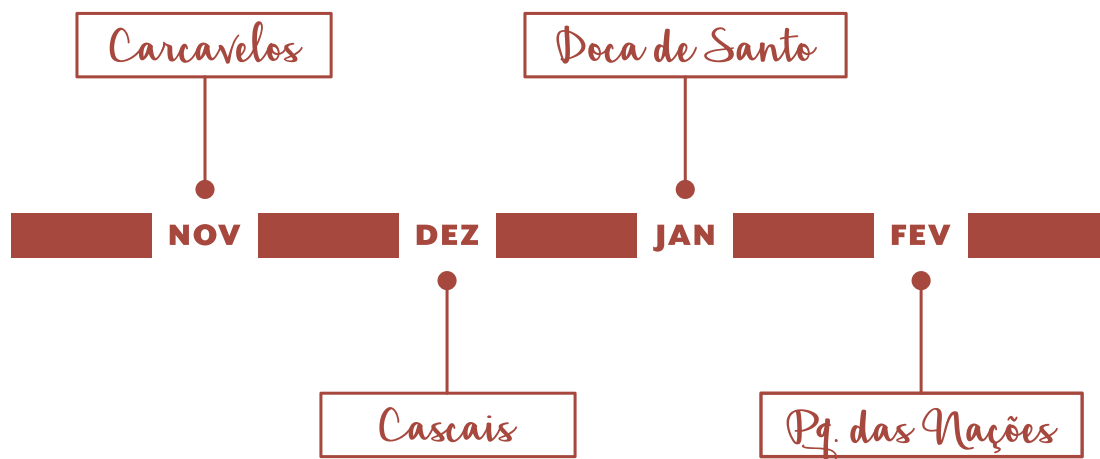 Carcavelos
Doca de Santo
NOV
DEZ
JAN
FEV
Cascais
Pq. das Nações